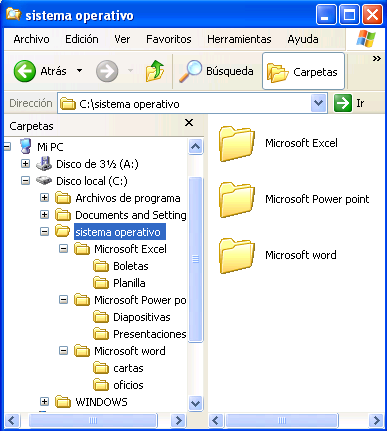 sistema operativo
Archivo Edición Ver Favoritos Herramientas Ayuda
Atrás Búsqueda Carpetas »
Dirección C:\sistema operativo Ir
Carpetas
Mi PC
Disco de 3½ (A:)
Disco local (C:)
Archivos de programa
Documents and Setting
sistema operativo
Microsoft Excel
Boletas
Planilla
Microsoft Power po
Diapositivas
Presentaciones
Microsoft word
cartas
oficios
WINDOWS
Microsoft Excel
Microsoft Power point
Microsoft word